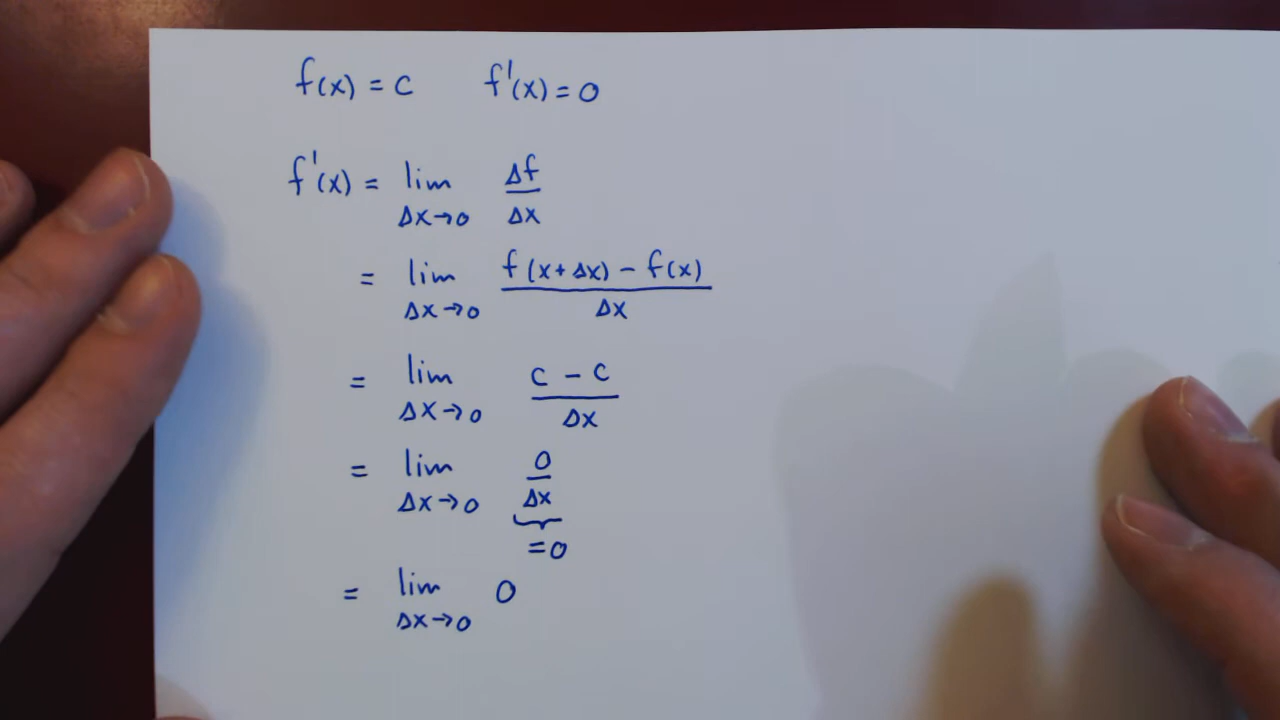 f(x) = c f'(x) = 0
f'(x) = lim Δf
Δx→0 Δx
= lim f(x+Δx) - f(x)
Δx→0 Δx
= lim c - c
Δx→0 Δx
= lim 0
Δx→0 Δx
=0
= lim 0
Δx→0